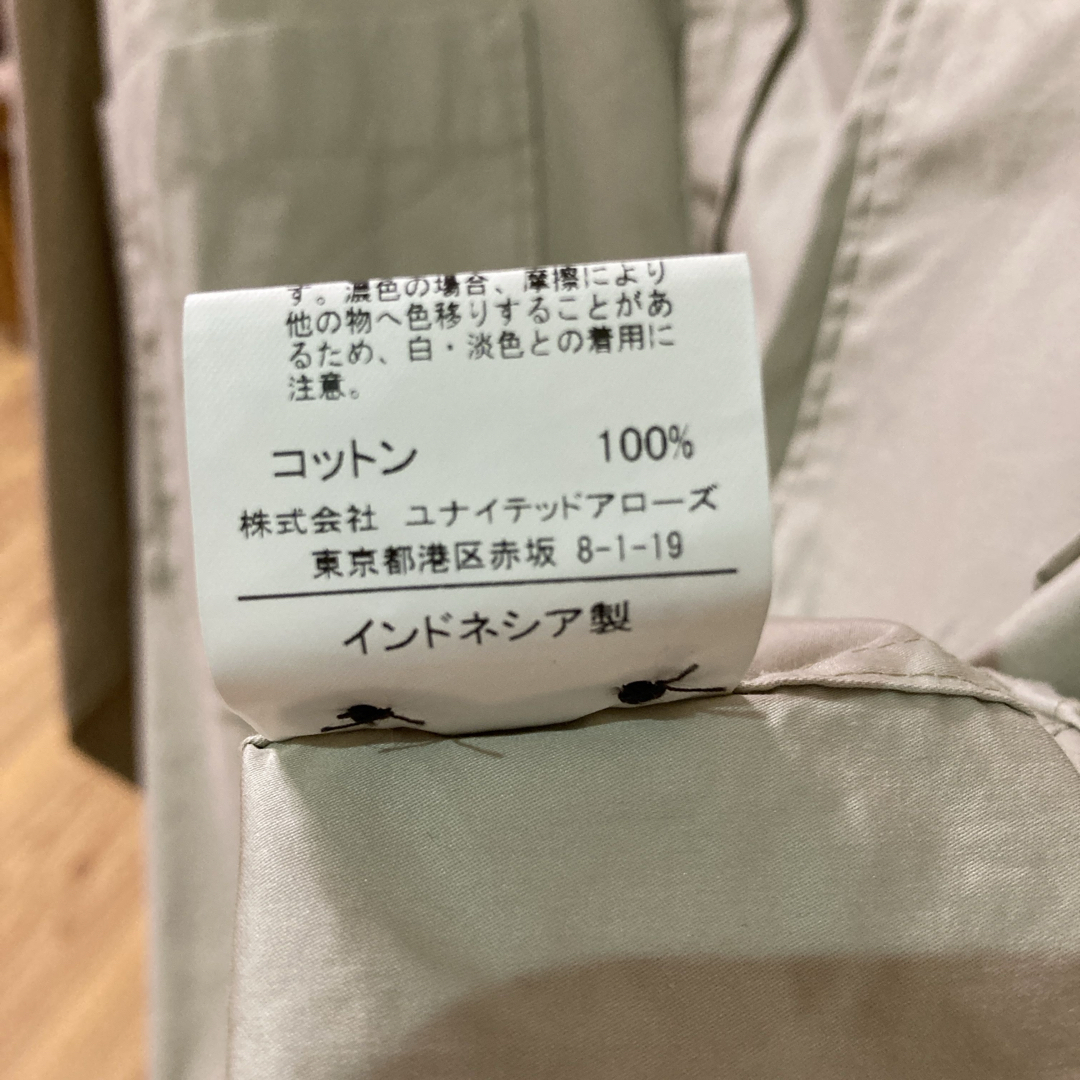 す。濃色の場合、摩擦により
他の物へ色移りすることがあ
るため、白・淡色との着用に
注意。
コットン 100%
株式会社 ユナイテッドアローズ
東京都港区赤坂 8-1-19
インドネシア製